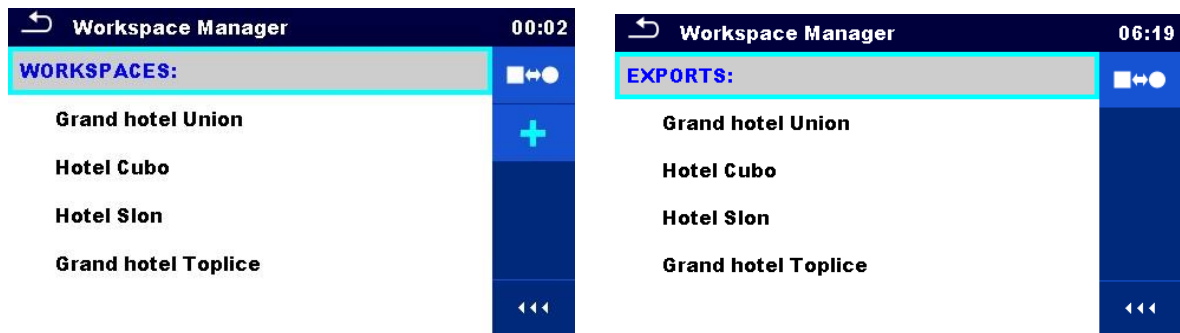 Workspace Manager 00:02
WORKSPACES:
Grand hotel Union
Hotel Cubo
Hotel Slon
Grand hotel Toplice
Workspace Manager 06:19
EXPORTS:
Grand hotel Union
Hotel Cubo
Hotel Slon
Grand hotel Toplice